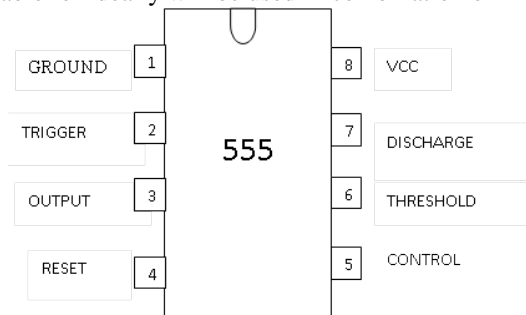 GROUND 1 8 VCC
TRIGGER 2 7 DISCHARGE
555
OUTPUT 3 6 THRESHOLD
RESET 4 5 CONTROL